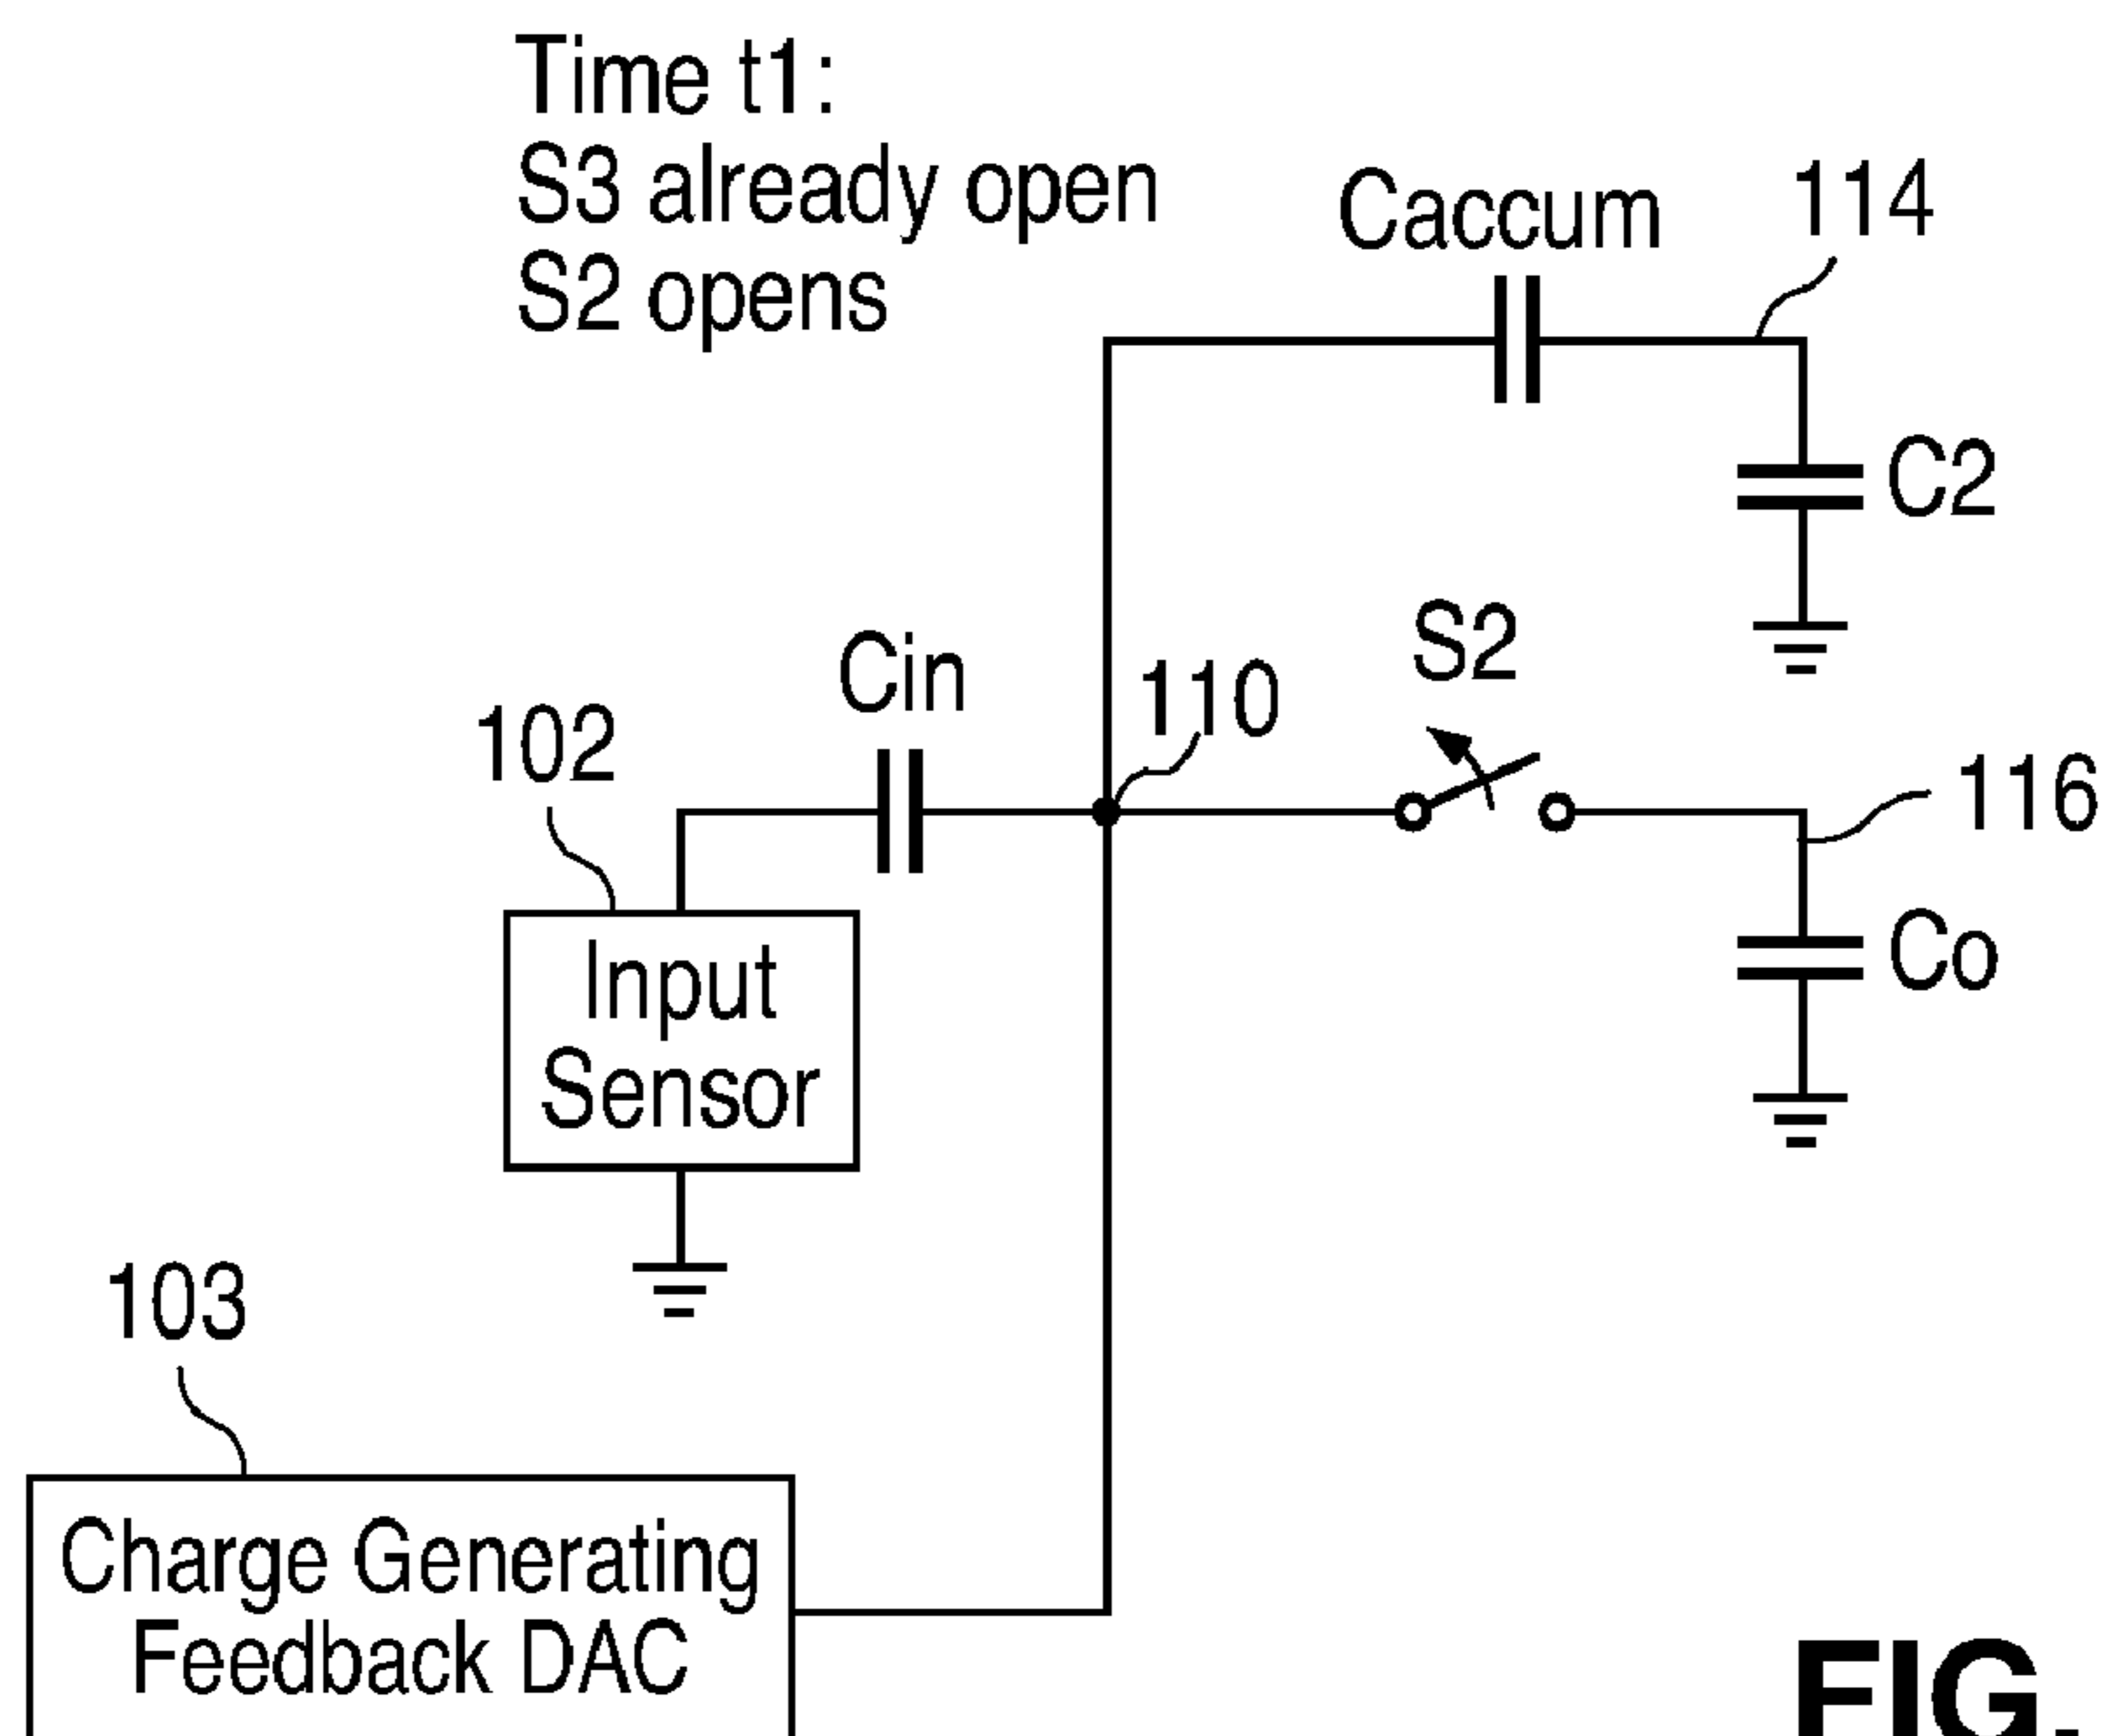 Time t1:
S3 already open
S2 opens
Caccum
114
C2
S2
Cin
110
102
116
Input
Sensor
Co
103
Charge Generating
Feedback DAC
FIG.